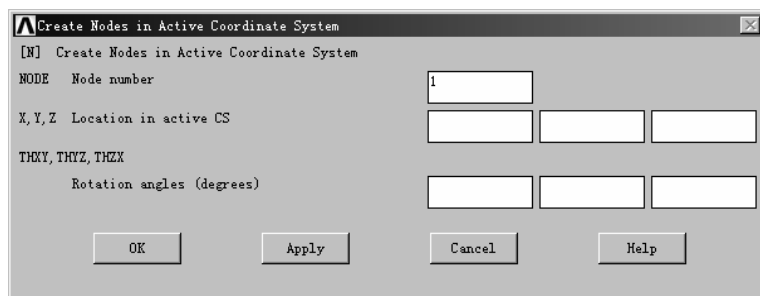 Create Nodes in Active Coordinate System
[N] Create Nodes in Active Coordinate System
NODE Node number
1
X,Y,Z Location in active CS
THXY,THYZ,THZX
Rotation angles (degrees)
OK Apply Cancel Help